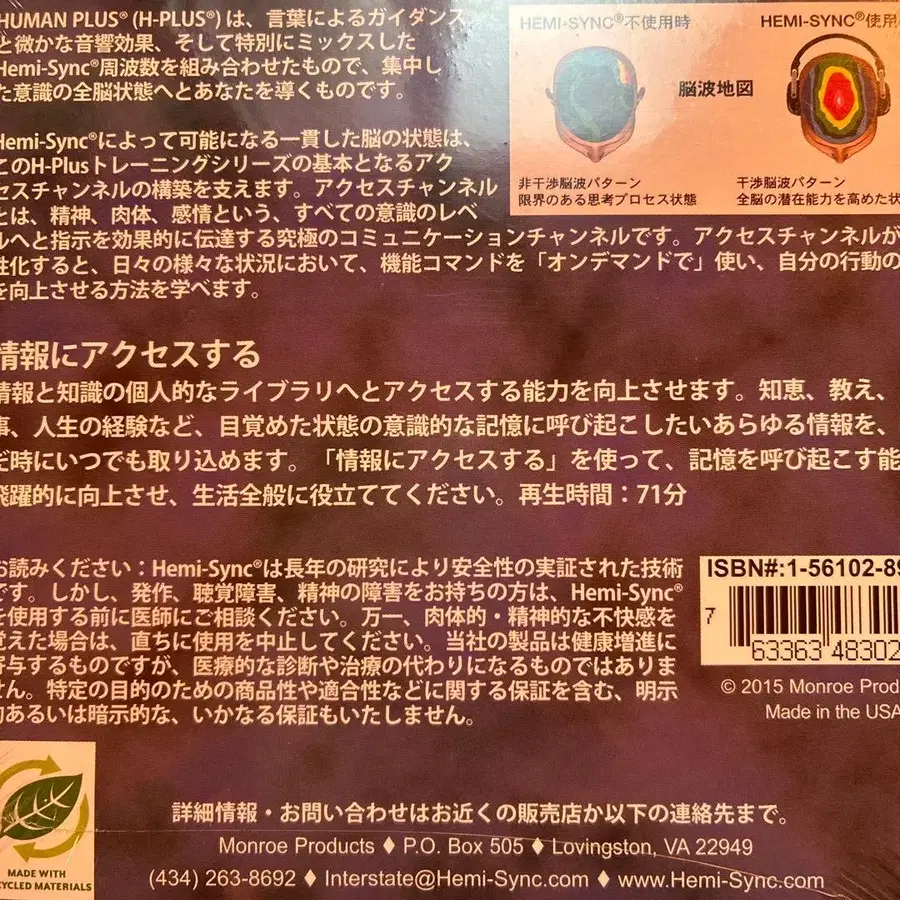 HUMAN PLUS® (H-PLUS®) は、言葉によるガイダンス
と微かな音響効果、そして特別にミックスした
Hemi-Sync®周波数を組み合わせたもので、集中し
た意識の全脳状態へとあなたを導くものです。
Hemi-Sync®によって可能になる一貫した脳の状態は、
このH-Plusトレーニングシリーズの基本となるアク
セスチャンネルの構築を支えます。アクセスチャンネル
とは、精神、肉体、感情という、すべての意識のレベ
ルへと指示を効果的に伝達する究極のコミュニケーションチャンネルです。アクセスチャンネルが
性化すると、日々の様々な状況において、機能コマンドを「オンデマンドで」使い、自分の行動の
を向上させる方法を学べます。
HEMI-SYNC®不使用時
HEMI-SYNC®使用
脳波地図
非干渉脳波パターン
限界のある思考プロセス状態
干渉脳波パターン
全脳の潜在能力を高めた状
情報にアクセスする
情報と知識の個人的なライブラリへとアクセスする能力を向上させます。知恵、教え、
事、人生の経験など、目覚めた状態の意識的な記憶に呼び起こしたいあらゆる情報を、
だ時にいつでも取り込めます。「情報にアクセスする」を使って、記憶を呼び起こす能
飛躍的に向上させ、生活全般に役立ててください。再生時間：71分
お読みください：Hemi-Sync®は長年の研究により安全性の実証された技術
です。しかし、発作、聴覚障害、精神の障害をお持ちの方は、Hemi-Sync®
を使用する前に医師にご相談ください。万一、肉体的・精神的な不快感を
覚えた場合は、直ちに使用を中止してください。当社の製品は健康増進に
寄与するものですが、医療的な診断や治療の代わりになるものではありま
せん。特定の目的のための商品性や適合性などに関する保証を含む、明示
的あるいは暗示的な、いかなる保証もいたしません。
ISBN#:1-56102-89
7 63363 48302
© 2015 Monroe Prod
Made in the USA
MADE WITH
CYCLED MATERIALS
詳細情報・お問い合わせはお近くの販売店か以下の連絡先まで。
Monroe Products ♦ P.O. Box 505 ♦ Lovingston, VA 22949
(434) 263-8692 ♦ Interstate@Hemi-Sync.com ♦ www.Hemi-Sync.com